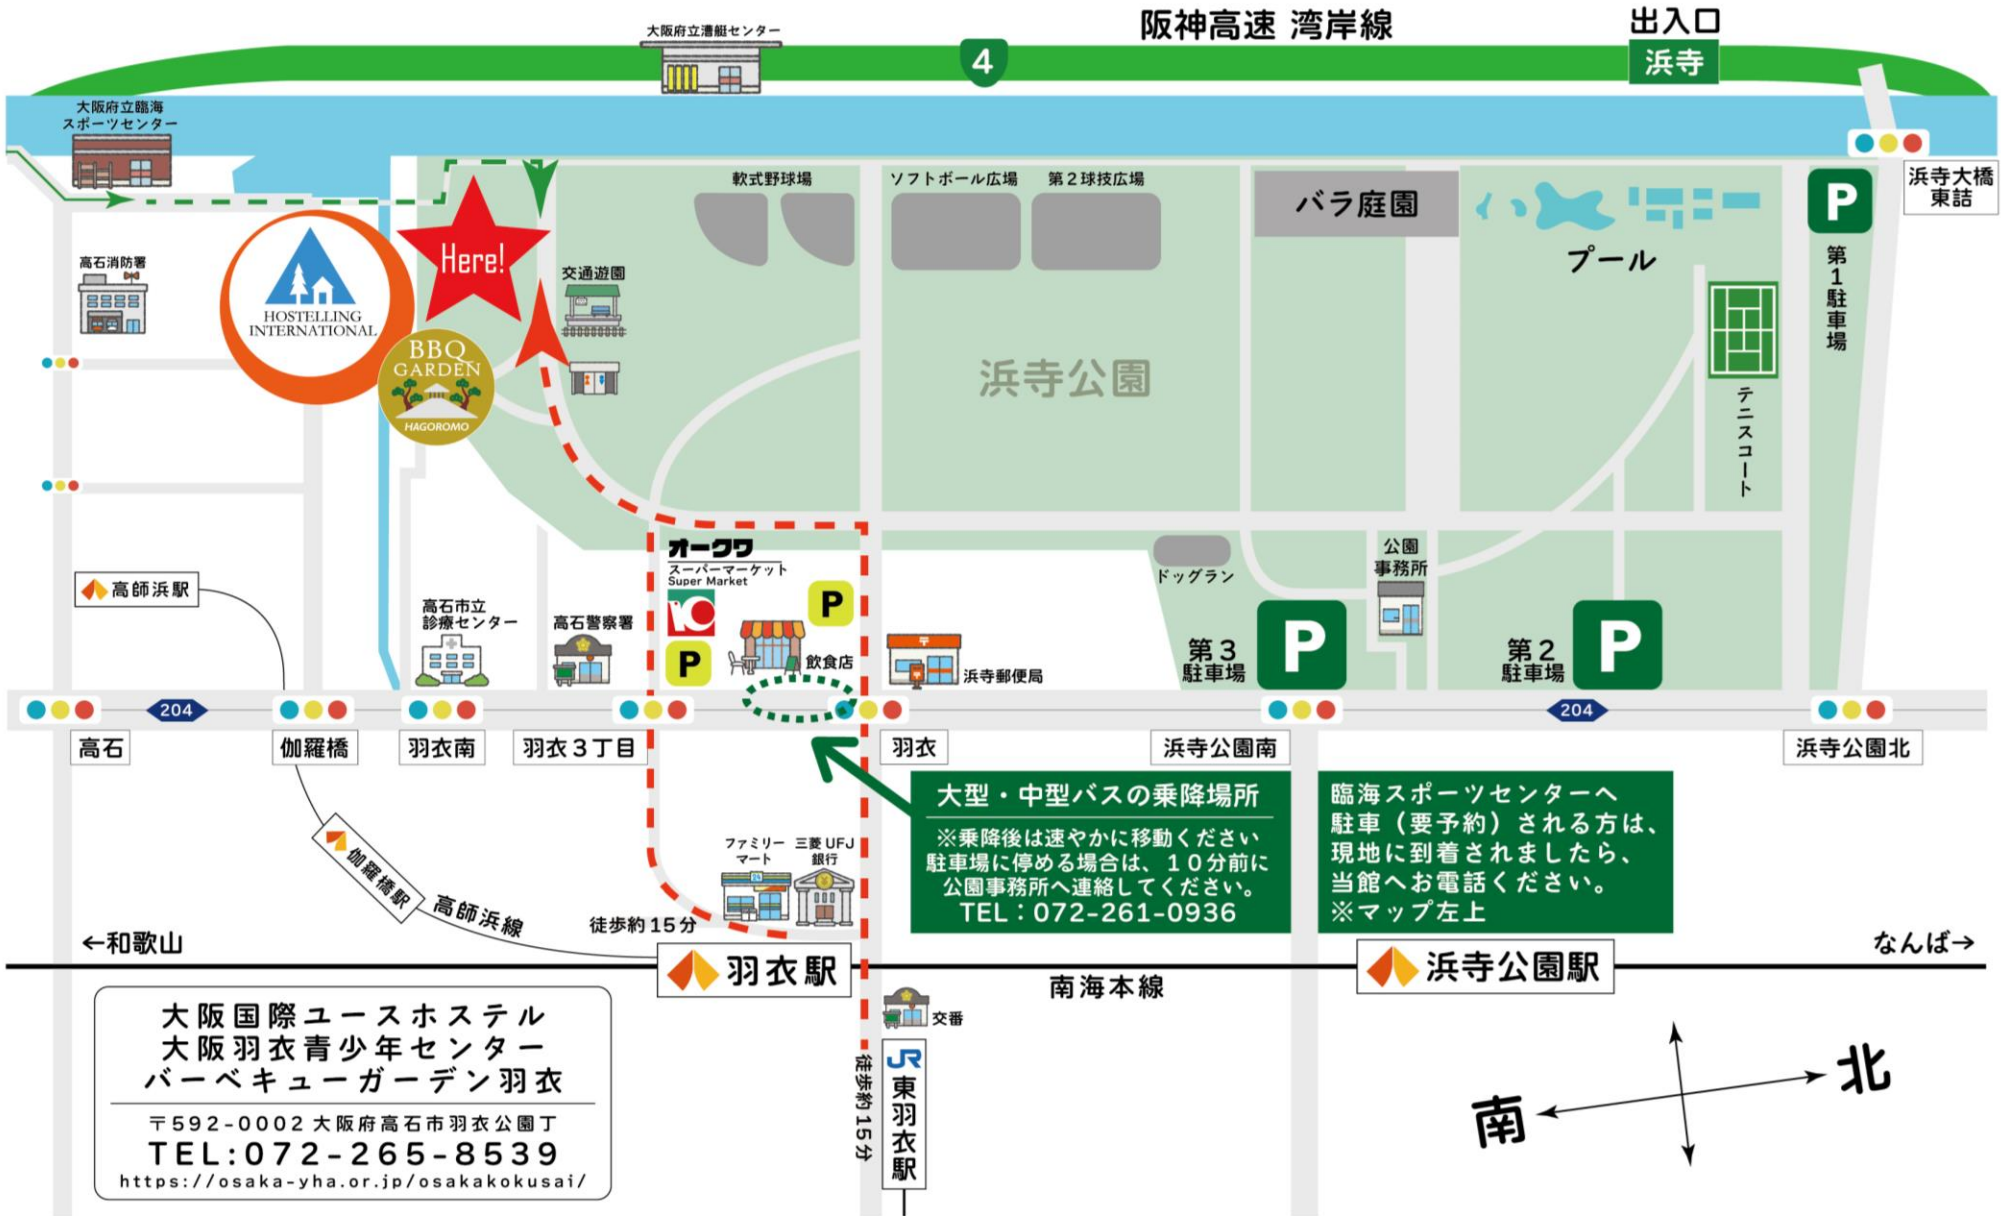 阪神高速 湾岸線
出入口
浜寺
4
大阪府立漕艇センター
大阪府立臨海
スポーツセンター
浜寺大橋
東詰
軟式野球場
ソフトボール広場
第2球技広場
バラ庭園
プール
P
第1駐車場
テニスコート
高石消防署
HOSTELLING
INTERNATIONAL
Here!
交通遊園
BBQ
GARDEN
HAGOROMO
浜寺公園
オークワ
スーパーマーケット
Super Market
P
P
飲食店
ドッグラン
公園
事務所
高師浜駅
高石市立
診療センター
高石警察署
浜寺郵便局
第3
駐車場
P
第2
駐車場
P
204
204
高石
伽羅橋
羽衣南
羽衣3丁目
羽衣
浜寺公園南
浜寺公園北
大型・中型バスの乗降場所
※乗降後は速やかに移動ください
駐車場に停める場合は、10分前に
公園事務所へ連絡してください。
TEL：072-261-0936
臨海スポーツセンターへ
駐車（要予約）される方は、
現地に到着されましたら、
当館へお電話ください。
※マップ左上
ファミリー
マート
三菱UFJ
銀行
伽羅橋駅
高師浜線
徒歩約15分
←和歌山
なんば→
羽衣駅
南海本線
浜寺公園駅
交番
JR
東羽衣駅
徒歩約15分
大阪国際ユースホステル
大阪羽衣青少年センター
バーベキューガーデン羽衣
〒592-0002 大阪府高石市羽衣公園丁
TEL:072-265-8539
https://osaka-yha.or.jp/osakakokusai/
南
北